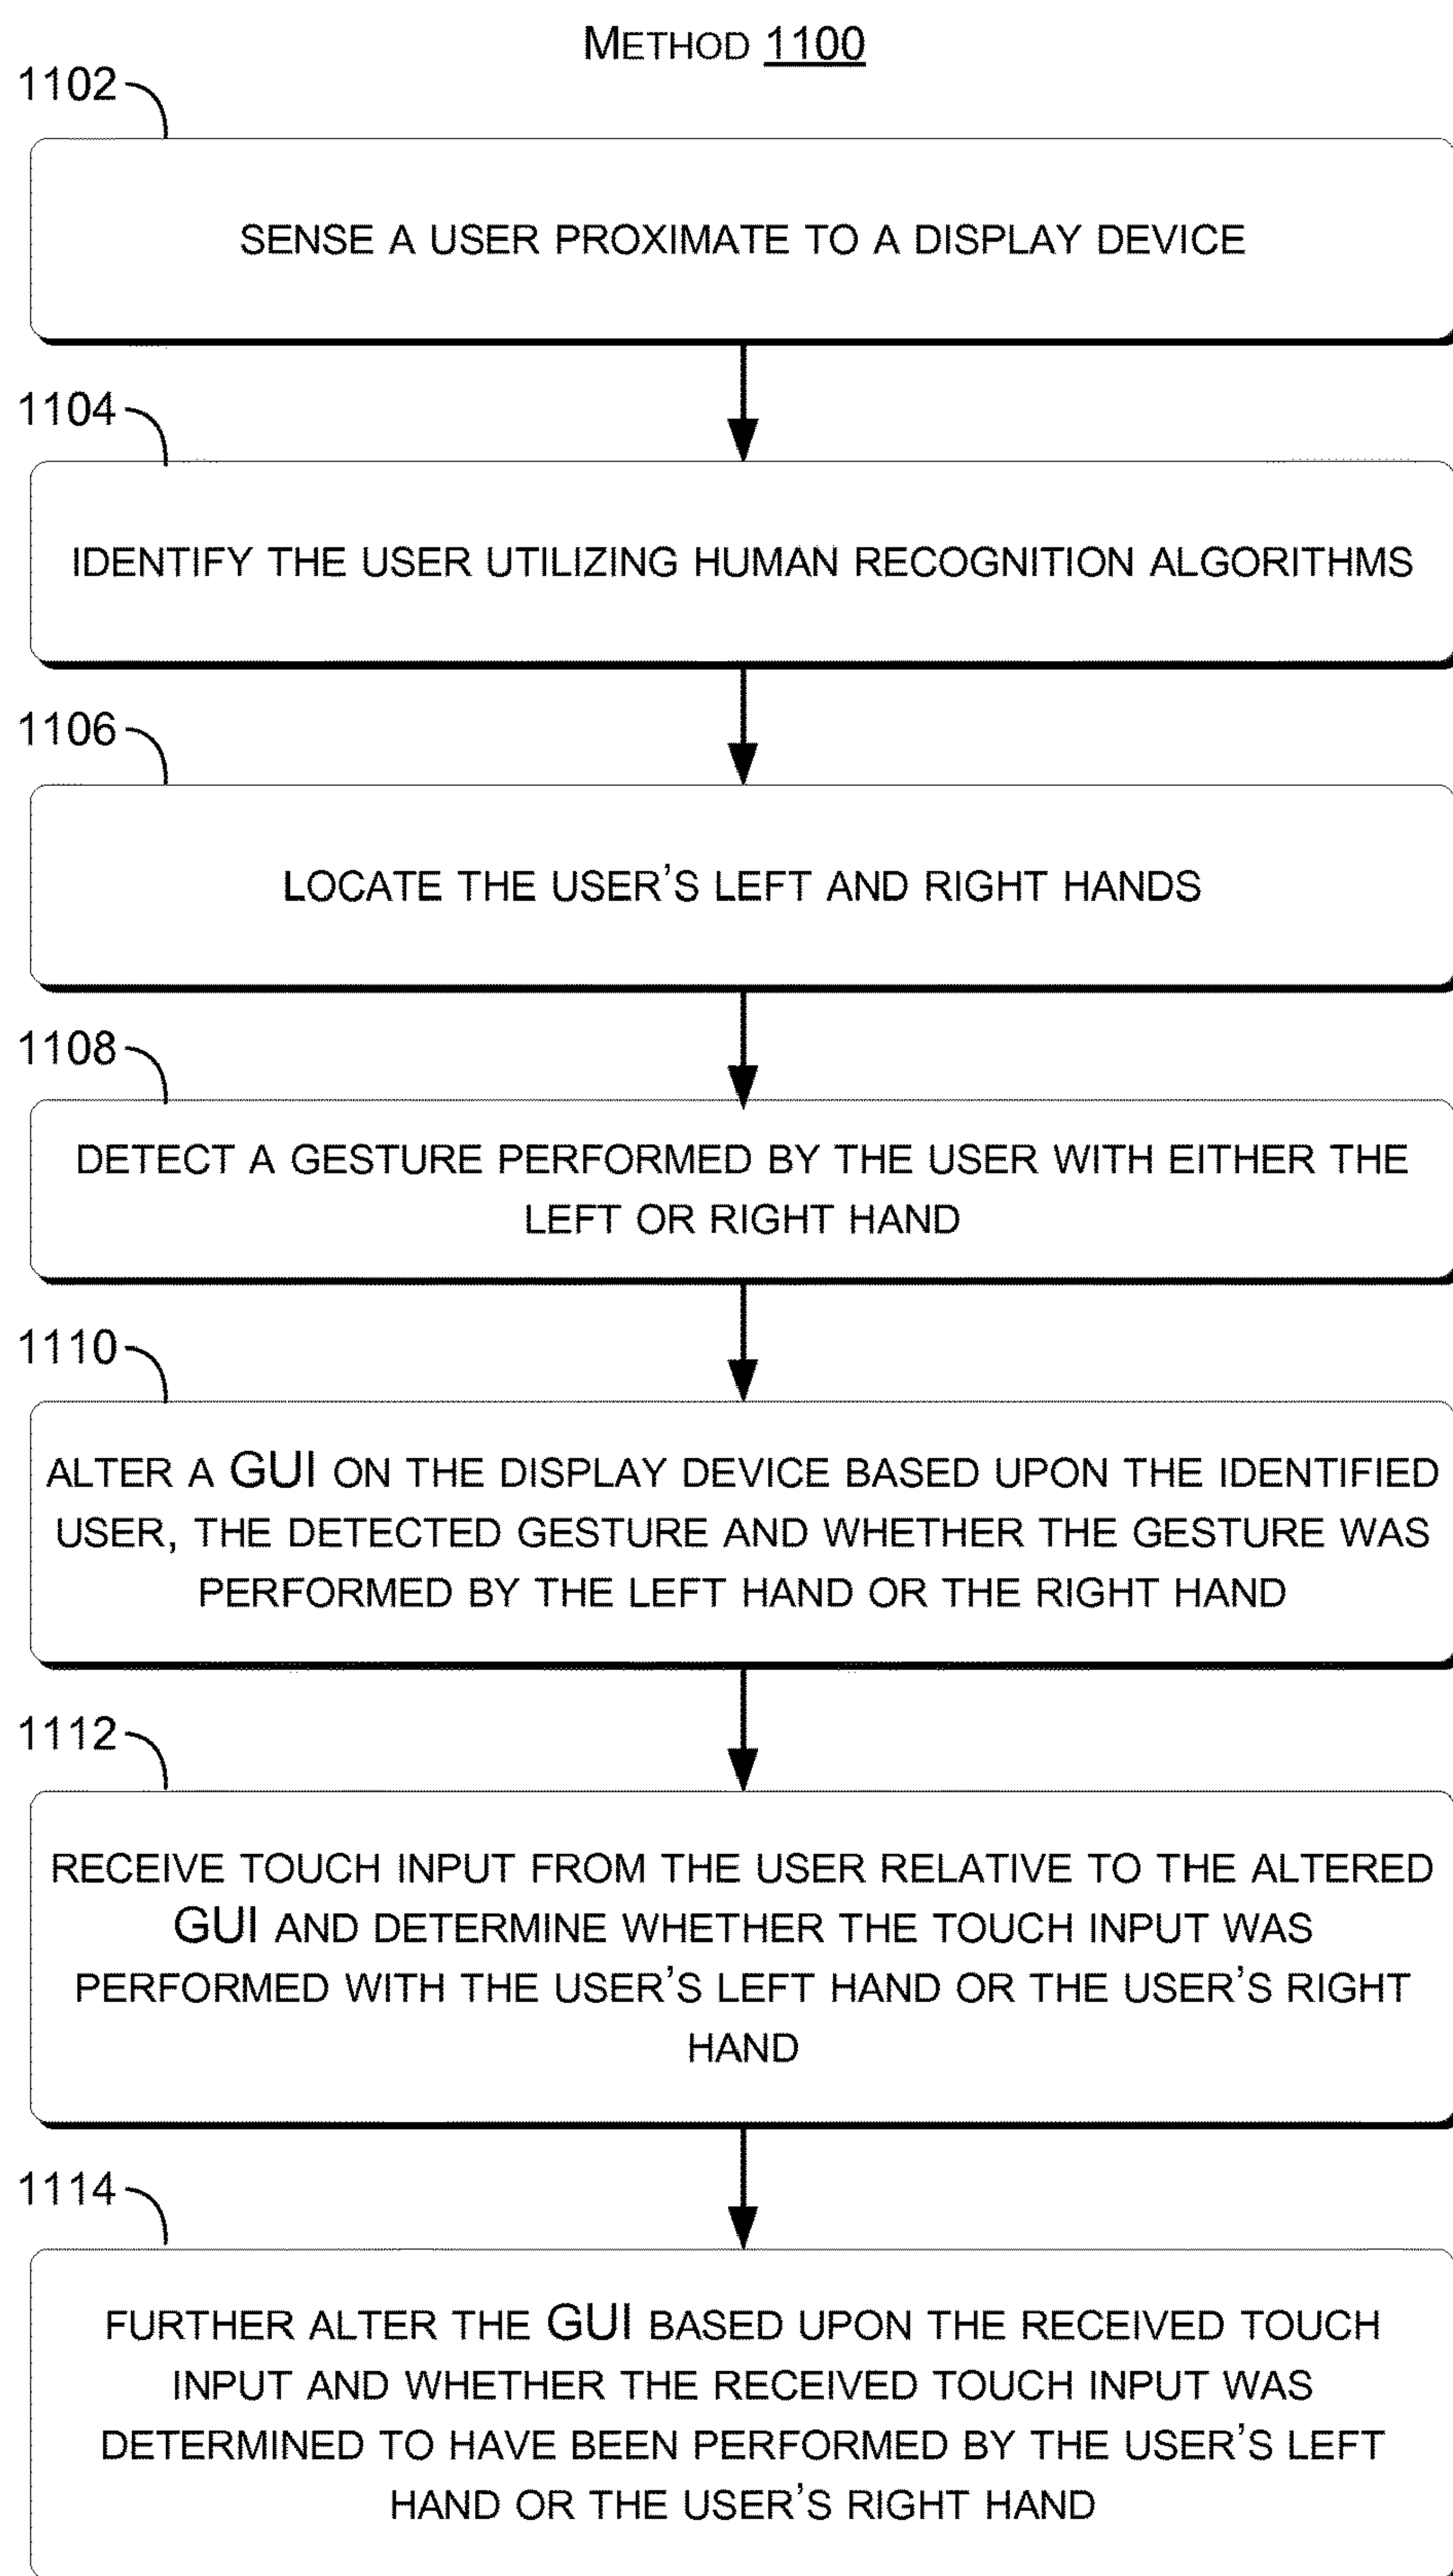 METHOD 1100
1102
SENSE A USER PROXIMATE TO A DISPLAY DEVICE
1104
IDENTIFY THE USER UTILIZING HUMAN RECOGNITION ALGORITHMS
1106
LOCATE THE USER'S LEFT AND RIGHT HANDS
1108
DETECT A GESTURE PERFORMED BY THE USER WITH EITHER THE
LEFT OR RIGHT HAND
1110
ALTER A GUI ON THE DISPLAY DEVICE BASED UPON THE IDENTIFIED
USER, THE DETECTED GESTURE AND WHETHER THE GESTURE WAS
PERFORMED BY THE LEFT HAND OR THE RIGHT HAND
1112
RECEIVE TOUCH INPUT FROM THE USER RELATIVE TO THE ALTERED
GUI AND DETERMINE WHETHER THE TOUCH INPUT WAS
PERFORMED WITH THE USER'S LEFT HAND OR THE USER'S RIGHT
HAND
1114
FURTHER ALTER THE GUI BASED UPON THE RECEIVED TOUCH
INPUT AND WHETHER THE RECEIVED TOUCH INPUT WAS
DETERMINED TO HAVE BEEN PERFORMED BY THE USER'S LEFT
HAND OR THE USER'S RIGHT HAND